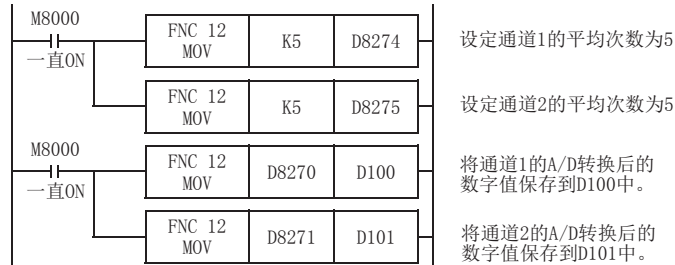 M8000
一直ON
FNC 12
MOV
K5
D8274
设定通道1的平均次数为5
FNC 12
MOV
K5
D8275
设定通道2的平均次数为5
M8000
一直ON
FNC 12
MOV
D8270
D100
将通道1的A/D转换后的
数字值保存到D100中。
FNC 12
MOV
D8271
D101
将通道2的A/D转换后的
数字值保存到D101中。